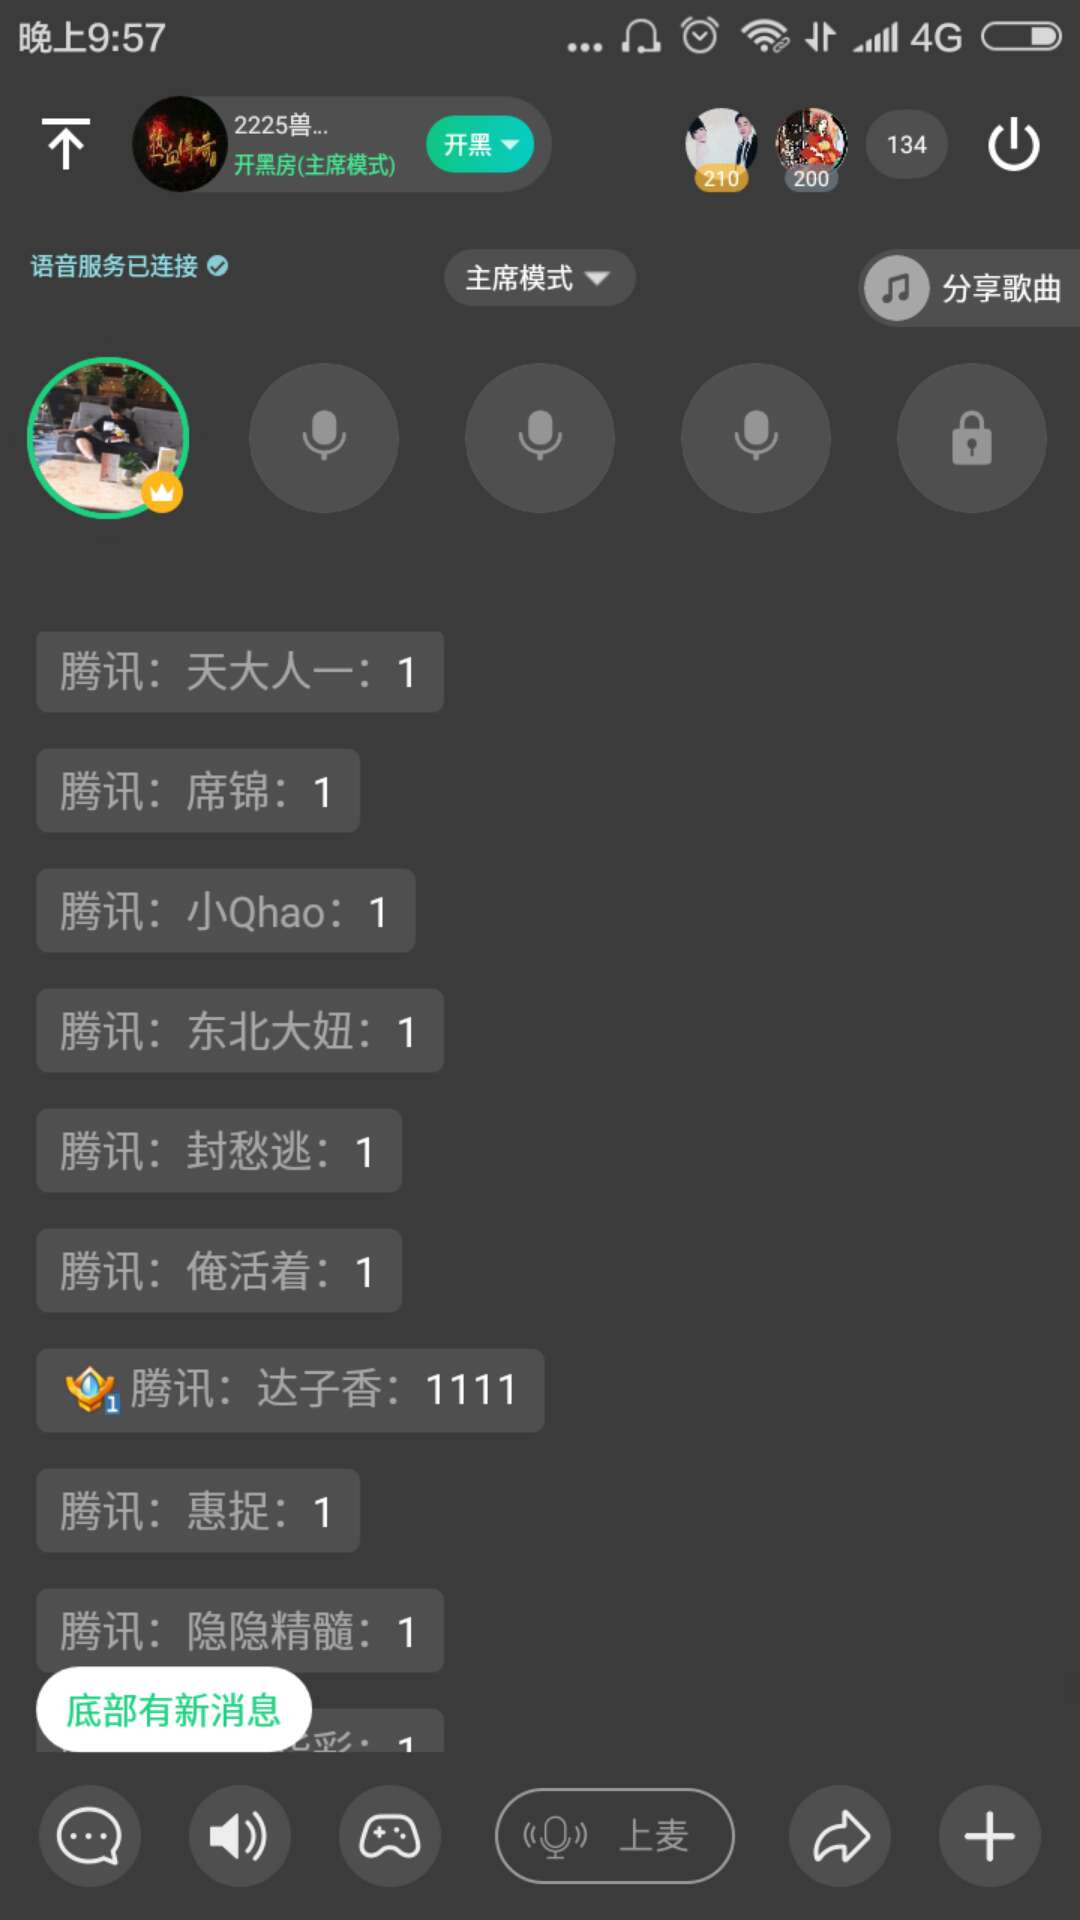 晚上9:57
4G
热血传奇
2225兽...
开黑房(主席模式)
开黑
210
200
134
语音服务已连接
主席模式
分享歌曲
腾讯：天大人一：1
腾讯：席锦：1
腾讯：小Qhao：1
腾讯：东北大妞：1
腾讯：封愁逃：1
腾讯：俺活着：1
1
腾讯：达子香：1111
腾讯：惠捉：1
腾讯：隐隐精髓：1
彩：1
底部有新消息
上麦